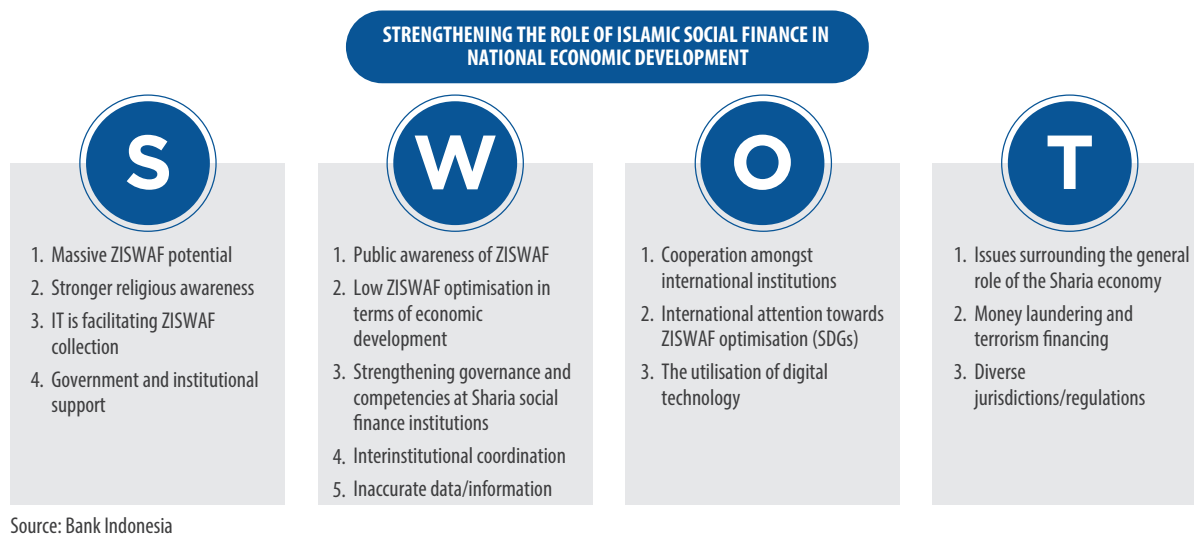 STRENGTHENING THE ROLE OF ISLAMIC SOCIAL FINANCE IN
NATIONAL ECONOMIC DEVELOPMENT
S
1. Massive ZISWAF potential
2. Stronger religious awareness
3. IT is facilitating ZISWAF
collection
4. Government and institutional
support
W
1. Public awareness of ZISWAF
2. Low ZISWAF optimisation in
terms of economic
development
3. Strengthening governance and
competencies at Sharia social
finance institutions
4. Interinstitutional coordination
5. Inaccurate data/information
O
1. Cooperation amongst
international institutions
2. International attention towards
ZISWAF optimisation (SDGs)
3. The utilisation of digital
technology
T
1. Issues surrounding the general
role of the Sharia economy
2. Money laundering and
terrorism financing
3. Diverse
jurisdictions/regulations
Source: Bank Indonesia